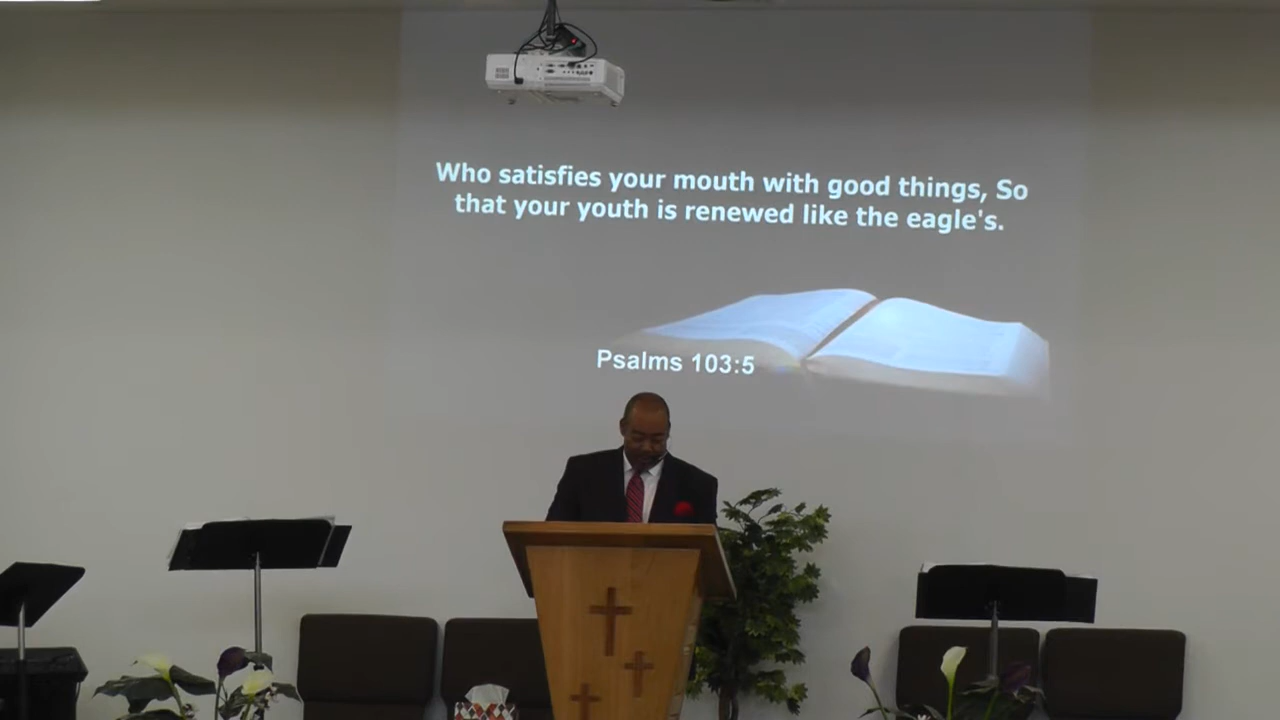 Who satisfies your mouth with good things, So
that your youth is renewed like the eagle's.
Psalms 103:5